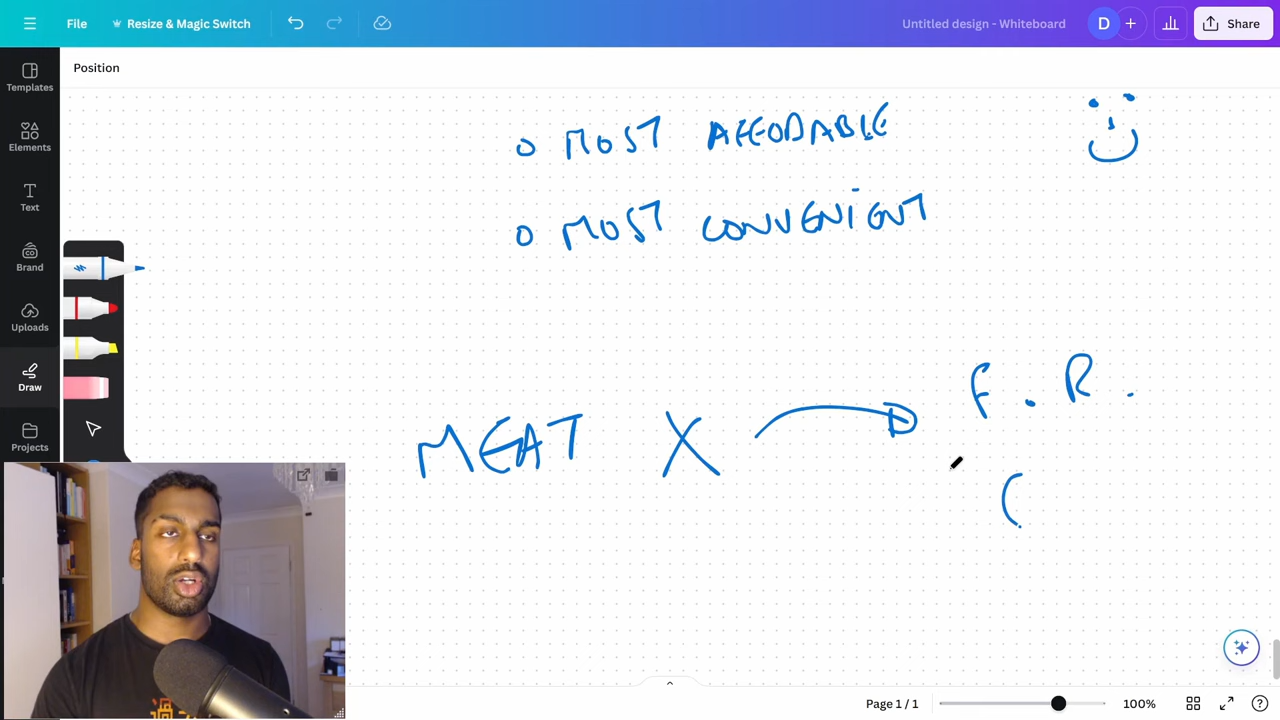 File
Resize & Magic Switch
Untitled design - Whiteboard
D
Share
Position
Templates
Elements
Text
Brand
Uploads
Draw
Projects
o MOST AFFODABLE
o MOST CONVENIENT
MEAT X
F. R.
(
Page 1 / 1
100%